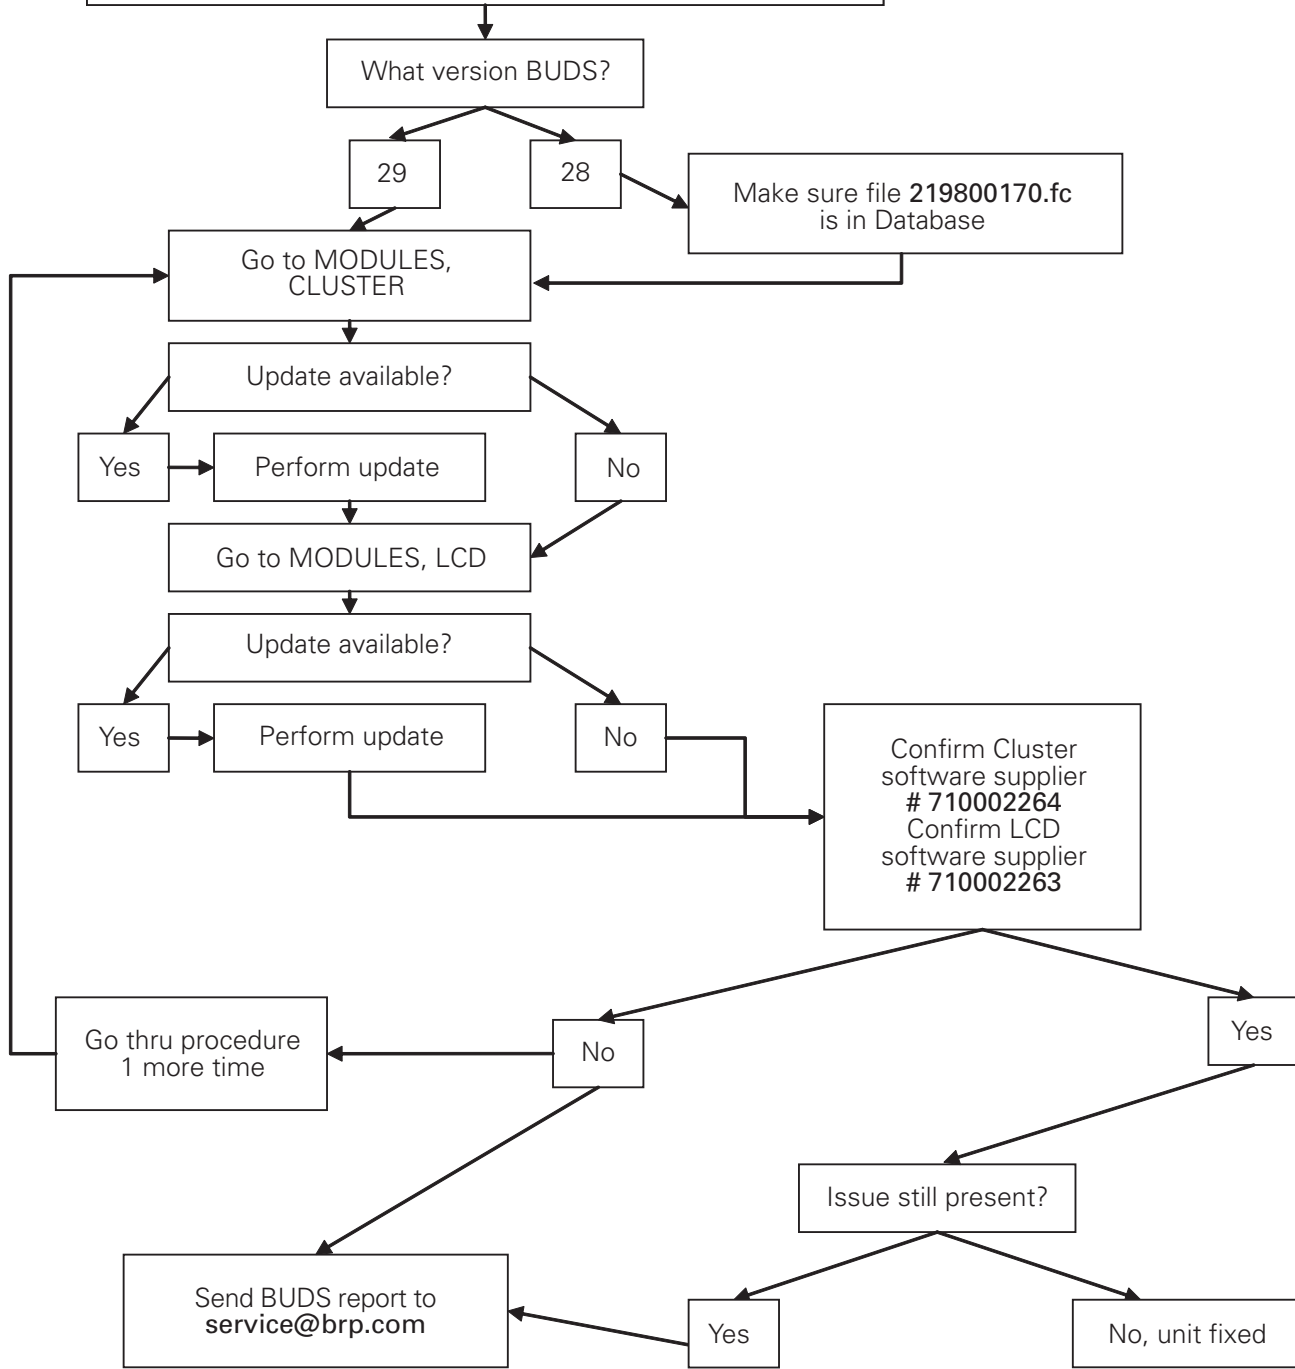 What version BUDS?
29
28
Make sure file 219800170.fc
is in Database
Go to MODULES,
CLUSTER
Update available?
Yes
Perform update
No
Go to MODULES, LCD
Update available?
Yes
Perform update
No
Confirm Cluster
software supplier
# 710002264
Confirm LCD
software supplier
# 710002263
Go thru procedure
1 more time
No
Yes
Issue still present?
Send BUDS report to
service@brp.com
Yes
No, unit fixed